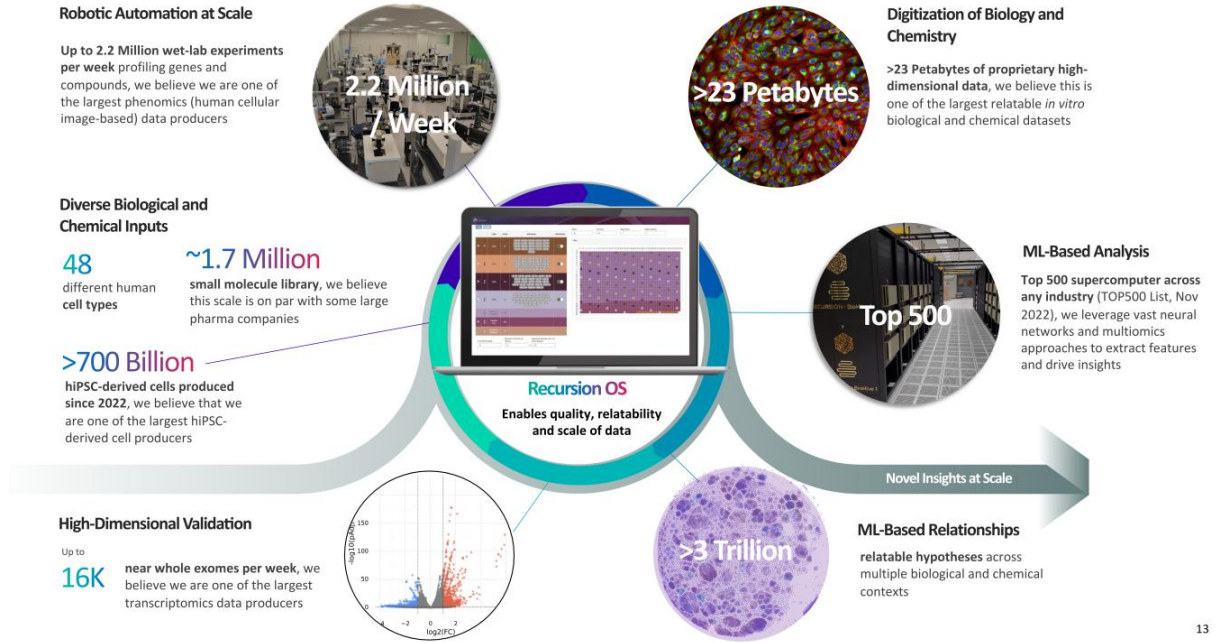 Robotic Automation at Scale
Up to 2.2 Million wet-lab experiments
per week profiling genes and
compounds, we believe we are one of
the largest phenomics (human cellular
image-based) data producers
2.2 Million
/ Week
>23 Petabytes
Digitization of Biology and
Chemistry
>23 Petabytes of proprietary high-
dimensional data, we believe this is
one of the largest relatable in vitro
biological and chemical datasets
Diverse Biological and
Chemical Inputs
48
different human
cell types
~1.7 Million
small molecule library, we believe
this scale is on par with some large
pharma companies
>700 Billion
hiPSC-derived cells produced
since 2022, we believe that we
are one of the largest hiPSC-
derived cell producers
Recursion OS
Enables quality, relatability
and scale of data
Top 500
ML-Based Analysis
Top 500 supercomputer across
any industry (TOP500 List, Nov
2022), we leverage vast neural
networks and multiomics
approaches to extract features
and drive insights
Novel Insights at Scale
High-Dimensional Validation
Up to
16K
near whole exomes per week, we
believe we are one of the largest
transcriptomics data producers
-log10(pAdj)
150
100
50
0
-4
-2
0
2
log2(FC)
>3 Trillion
ML-Based Relationships
relatable hypotheses across
multiple biological and chemical
contexts
13